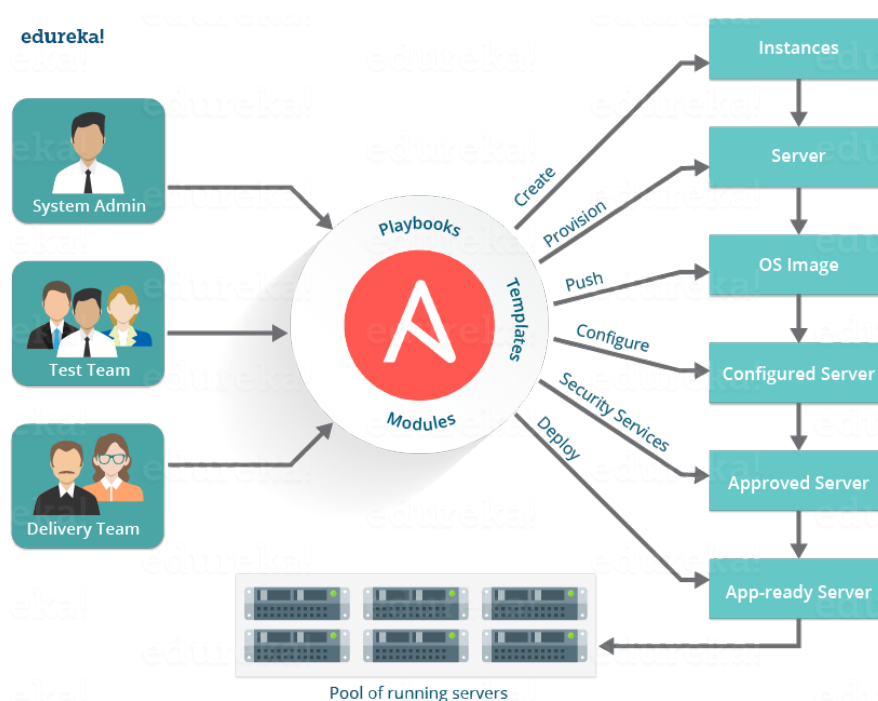 edureka!
System Admin
Test Team
Delivery Team
Playbooks
Templates
Modules
Create
Provision
Push
Configure
Security Services
Deploy
Instances
Server
OS Image
Configured Server
Approved Server
App-ready Server
Pool of running servers